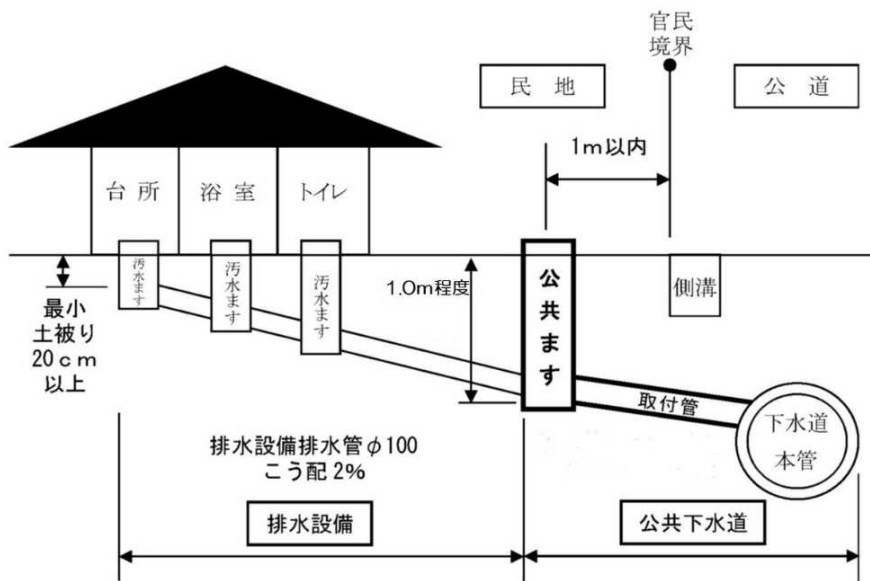 官民
境界
民 地
公 道
1m以内
台 所
浴 室
トイレ
汚水ます
汚水ます
汚水ます
公共ます
1.0m程度
側溝
最小
土被り
20cm
以上
取付管
下水道
本管
排水設備排水管φ100
こう配2%
排水設備
公共下水道